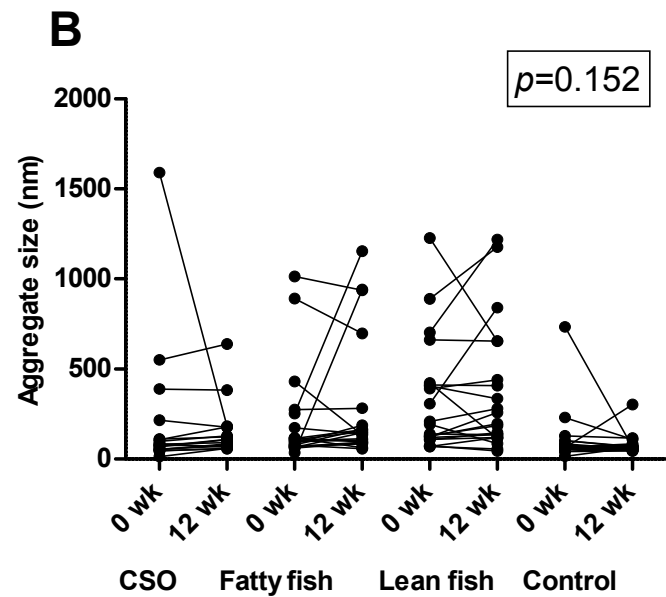 B
p=0.152
Aggregate size (nm)
2000
1500
1000
500
0
0 wk 12 wk 0 wk 12 wk 0 wk 12 wk 0 wk 12 wk
CSO Fatty fish Lean fish Control